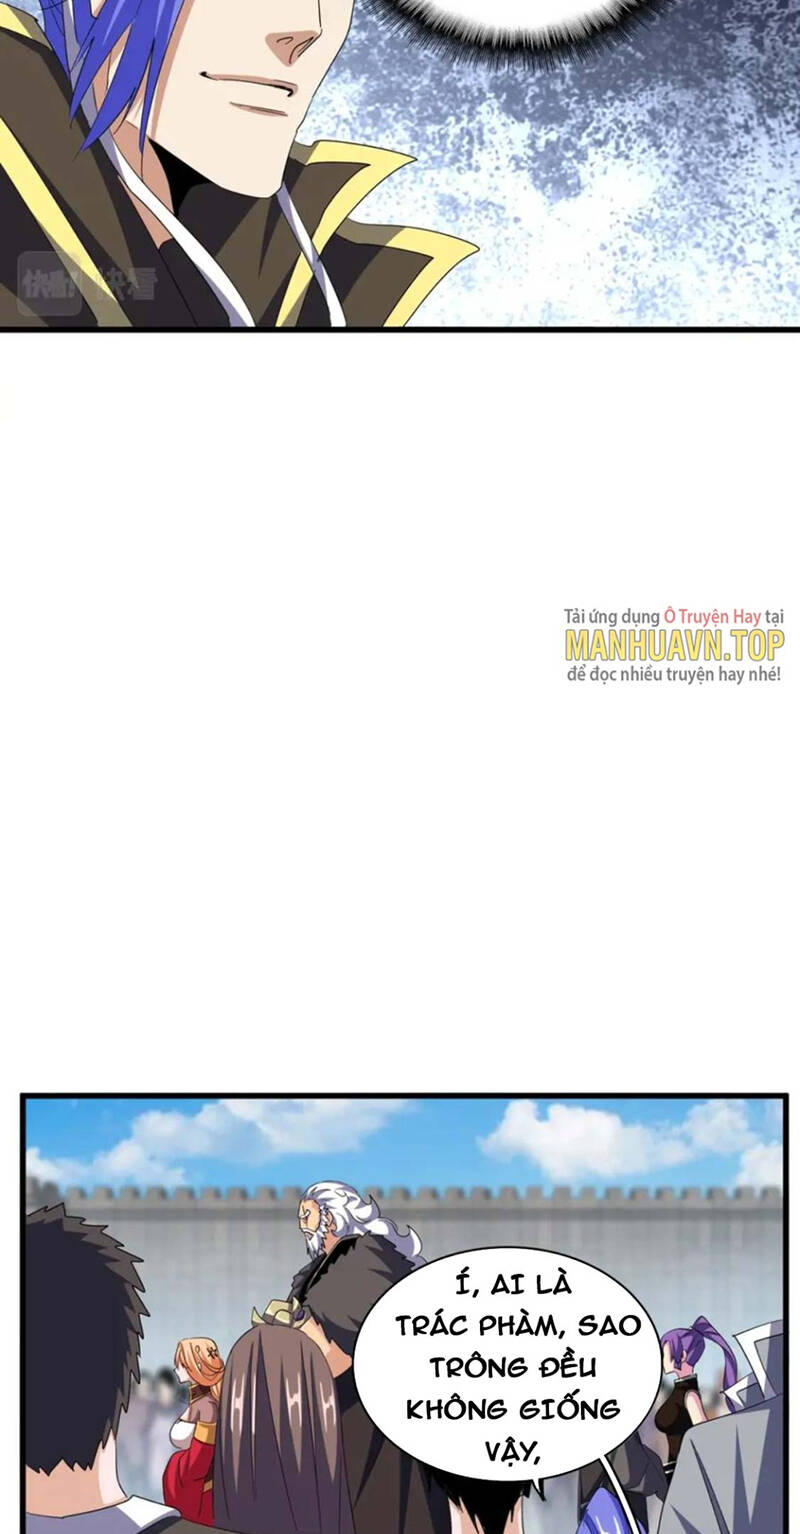 快看! 快看
Tải ứng dụng Ô Truyện Hay tại
MANHUAVN.TOP
để đọc nhiều truyện hay nhé!
Í, AI LÀ
TRÁC PHÀM, SAO
TRÔNG ĐỀU
KHÔNG GIỐNG
VẬY,